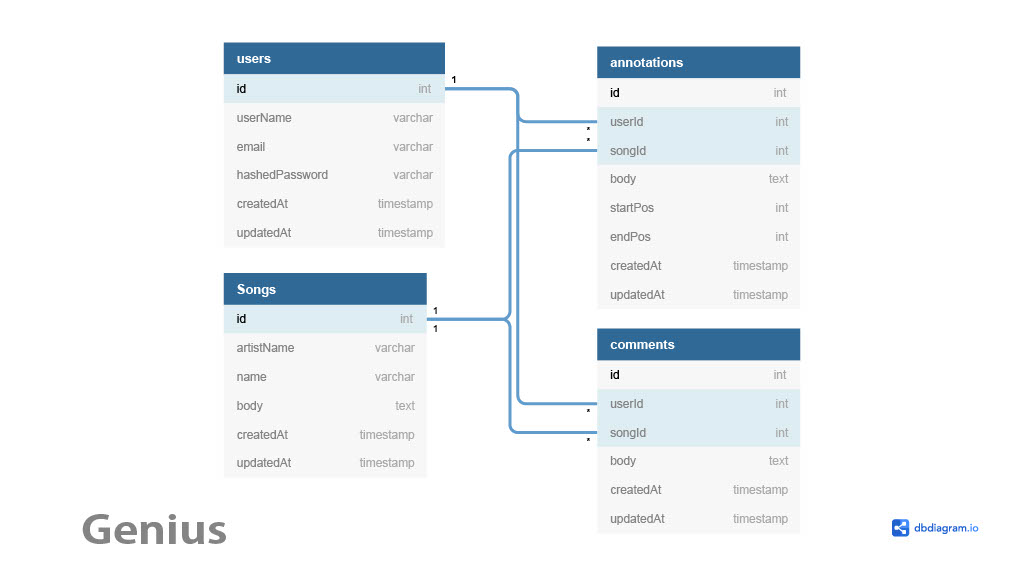 users
id int
userName varchar
email varchar
hashedPassword varchar
createdAt timestamp
updatedAt timestamp
Songs
id int
artistName varchar
name varchar
body text
createdAt timestamp
updatedAt timestamp
annotations
id int
userId int
songId int
body text
startPos int
endPos int
createdAt timestamp
updatedAt timestamp
comments
id int
userId int
songId int
body text
createdAt timestamp
updatedAt timestamp
1
*
*
1
1
*
*
Genius
dbdiagram.io